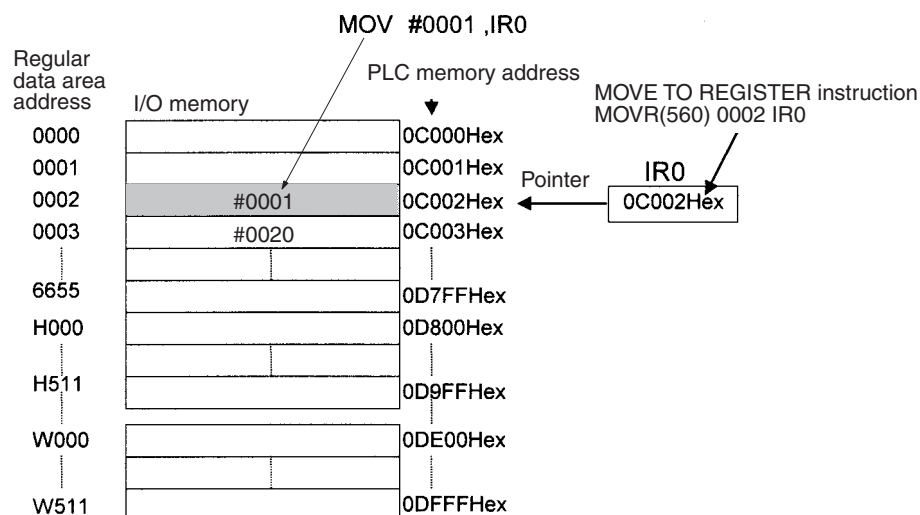 MOV #0001 ,IR0
Regular
data area
address
I/O memory
PLC memory address
MOVE TO REGISTER instruction
MOVR(560) 0002 IR0
0000 0C000Hex
0001 0C001Hex
0002 #0001 0C002Hex Pointer IR0 0C002Hex
0003 #0020 0C003Hex
6655 0D7FFHex
H000 0D800Hex
H511 0D9FFHex
W000 0DE00Hex
W511 0DFFFHex